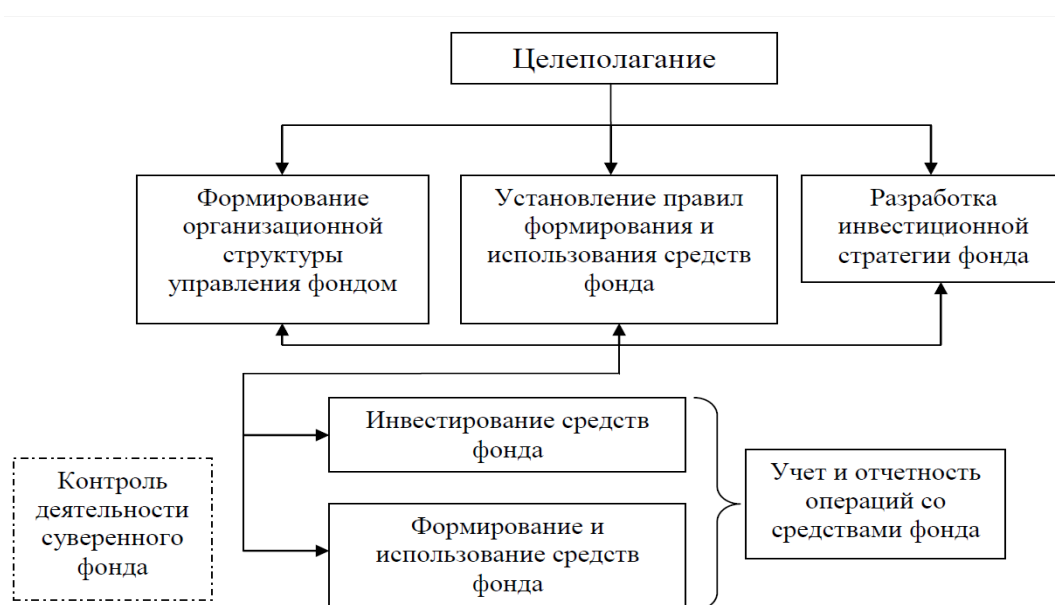 Целеполагание
Формирование
организационной
структуры
управления фондом
Установление правил
формирования и
использования средств
фонда
Разработка
инвестиционной
стратегии фонда
Инвестирование средств
фонда
Контроль
деятельности
суверенного
фонда
Формирование и
использование средств
фонда
Учет и отчетность
операций со
средствами фонда